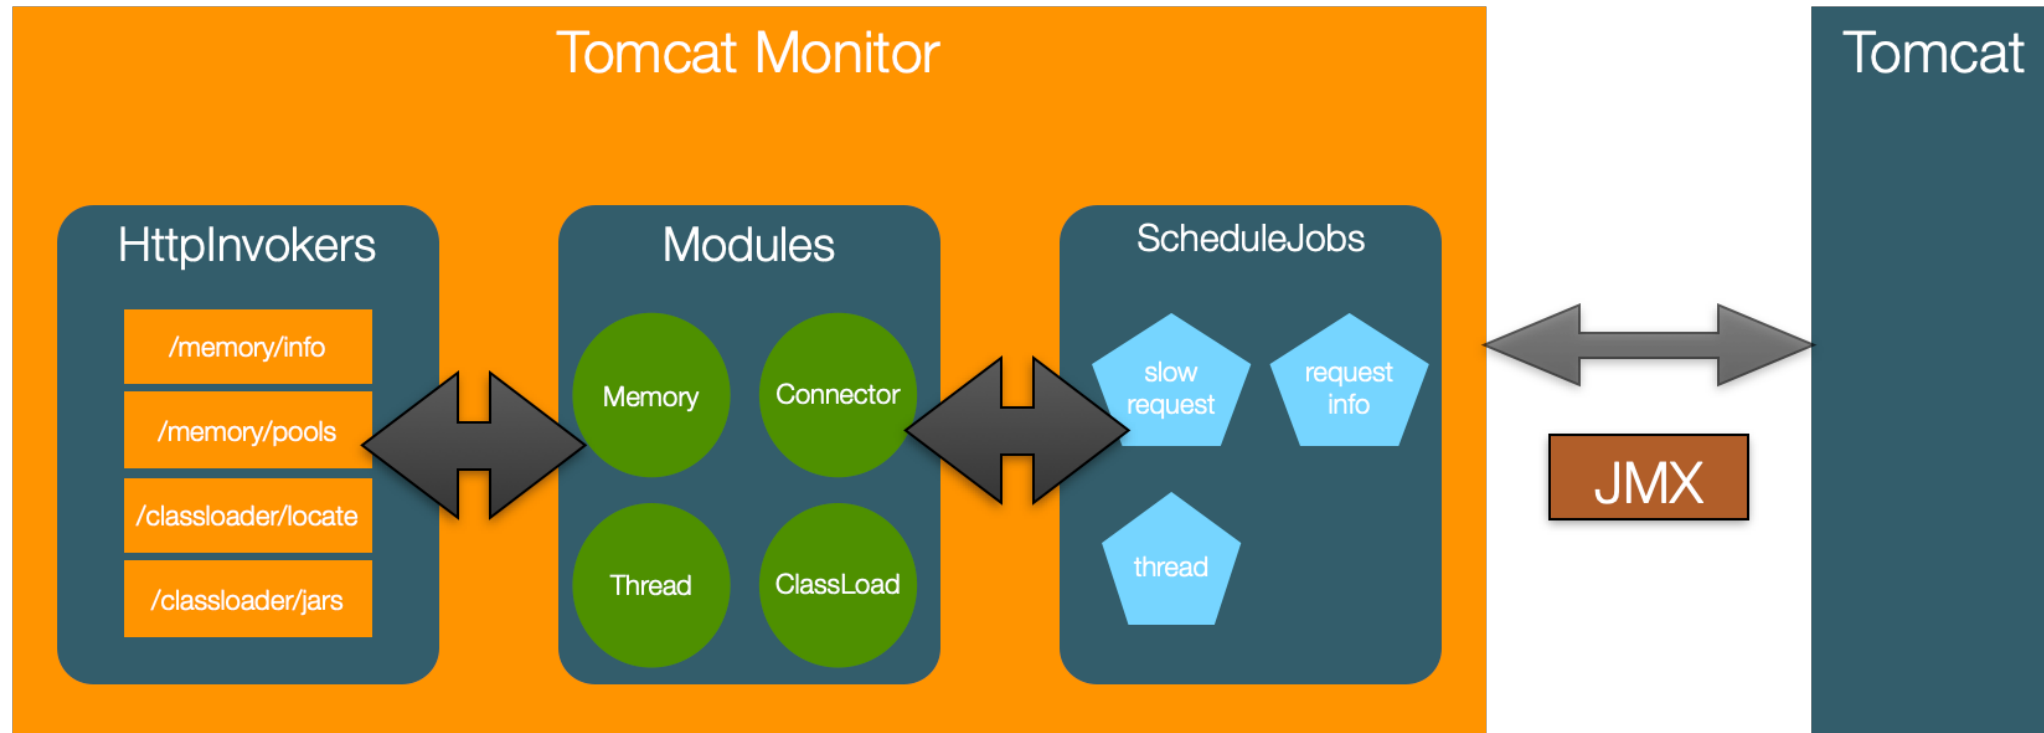 Tomcat Monitor
Tomcat
HttpInvokers
/memory/info
/memory/pools
/classloader/locate
/classloader/jars
Modules
Memory
Connector
Thread
ClassLoad
ScheduleJobs
slow
request
request
info
thread
JMX